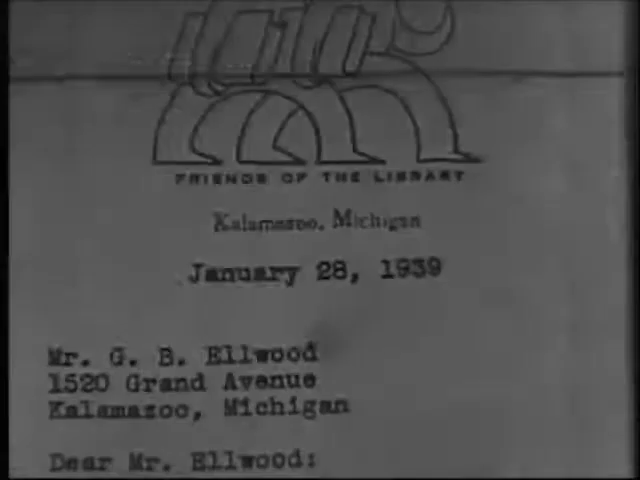 FRIENDS OF THE LIBRARY
Kalamazoo, Michigan
January 28, 1939
Mr. G. B. Ellwood
1520 Grand Avenue
Kalamazoo, Michigan
Dear Mr. Ellwood: